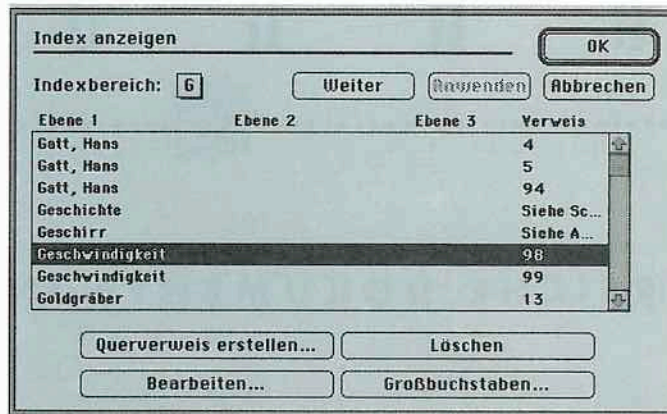 Index anzeigen
OK
Indexbereich: G
Weiter
Anwenden
Abbrechen
Ebene 1 Ebene 2 Ebene 3 Verweis
Gatt, Hans 4
Gatt, Hans 5
Gatt, Hans 94
Geschichte Siehe Sc...
Geschirr Siehe A...
Geschwindigkeit 98
Geschwindigkeit 99
Goldgräber 13
Querverweis erstellen... Löschen
Bearbeiten... Großbuchstaben...